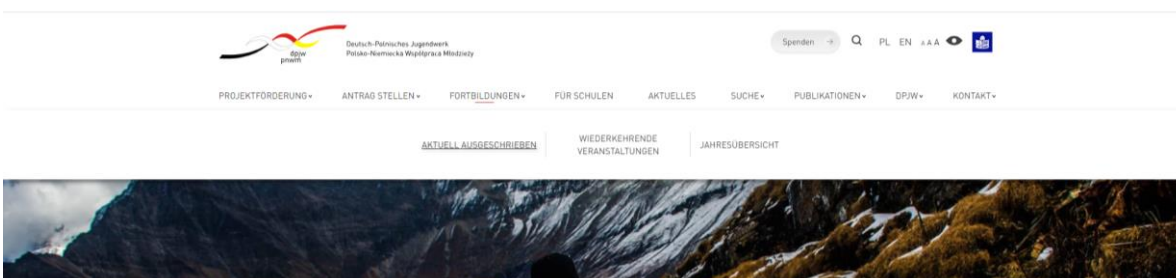 Deutsch-Polnisches Jugendwerk
Polsko-Niemiecka Współpraca Młodzieży
dpjw
pnwm
Spenden →
PL EN A A A
PROJEKTFÖRDERUNG ANTRAG STELLEN FORTBILDUNGEN FÜR SCHULEN AKTUELLES SUCHE PUBLIKATIONEN DPJW KONTAKT
AKTUELL AUSGESCHRIEBEN
WIEDERKEHRENDE
VERANSTALTUNGEN
JAHRESÜBERSICHT